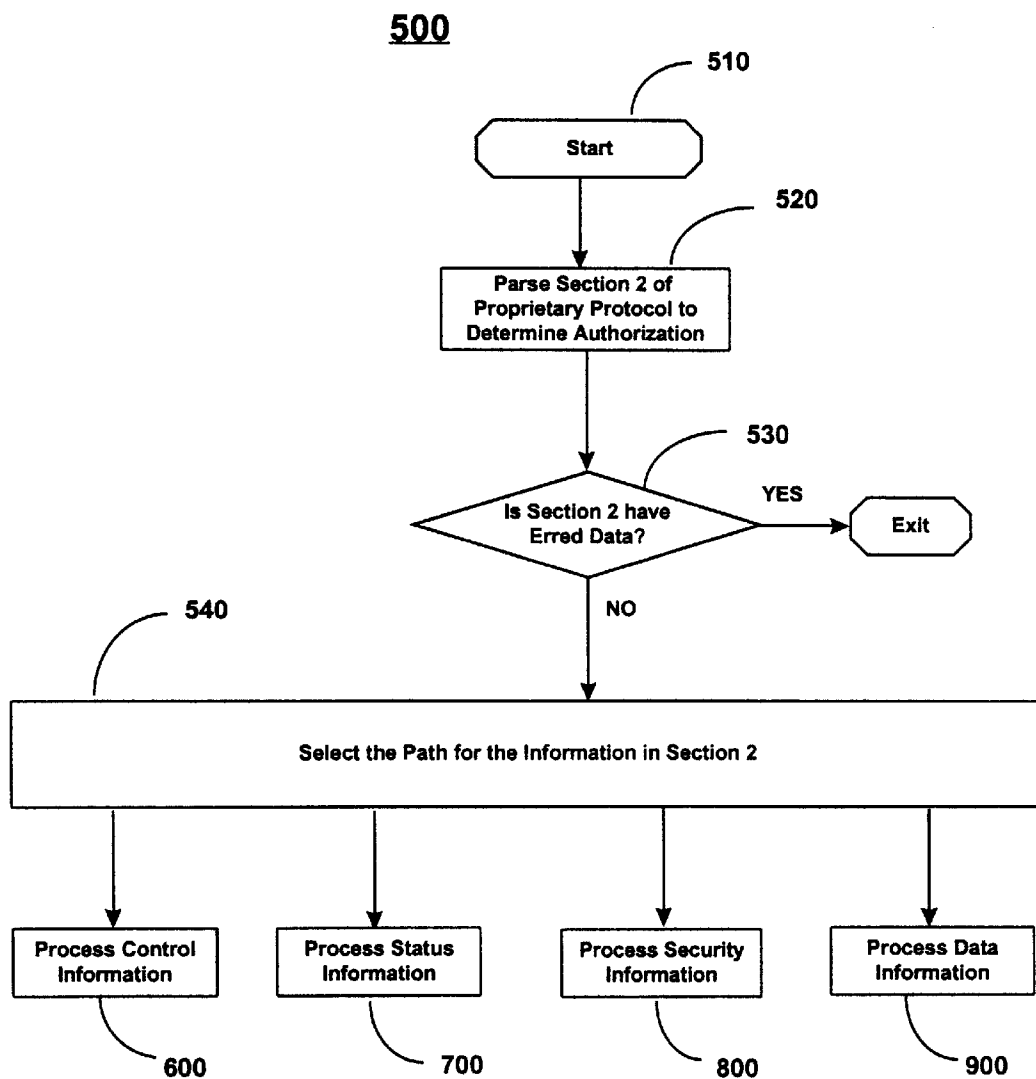 500
510
Start
520
Parse Section 2 of
Proprietary Protocol to
Determine Authorization
530
Is Section 2 have
Erred Data?
YES
Exit
NO
540
Select the Path for the Information in Section 2
Process Control
Information
Process Status
Information
Process Security
Information
Process Data
Information
600
700
800
900